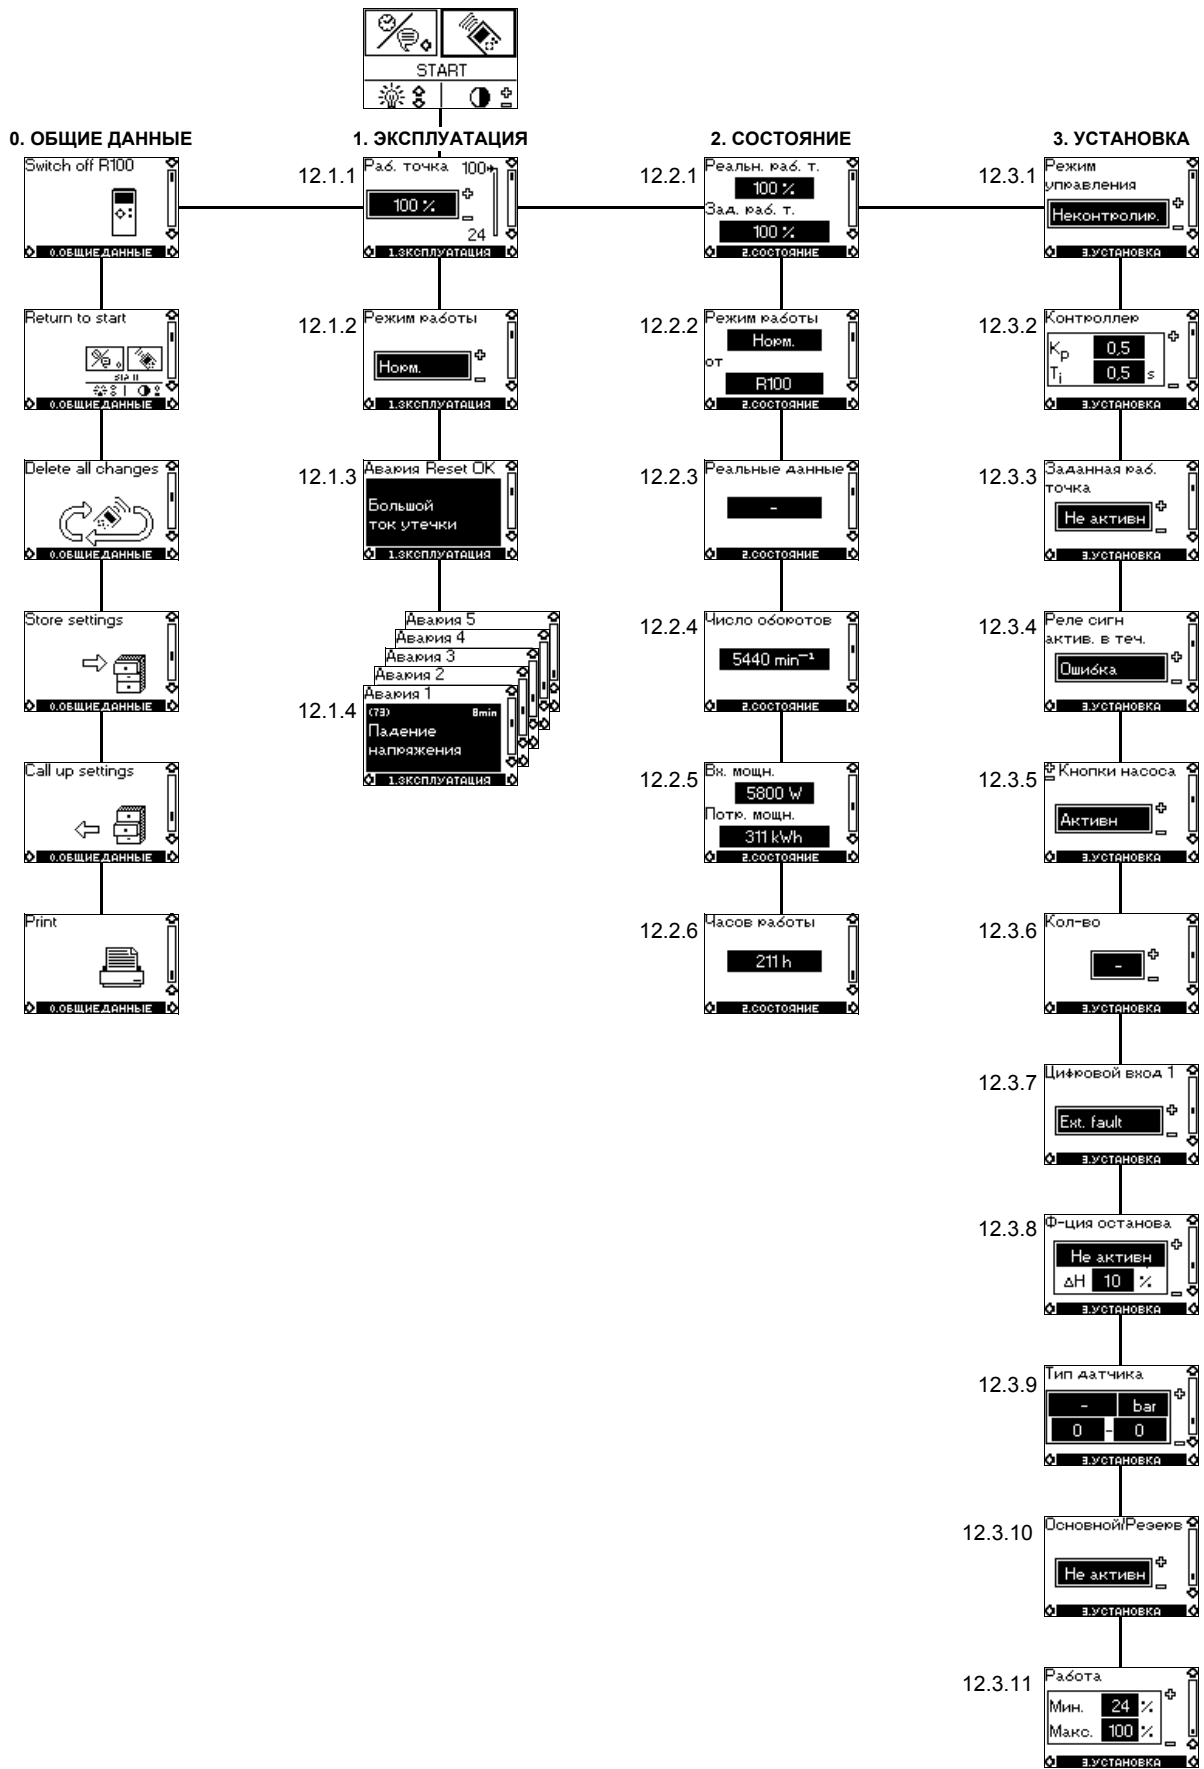 START
0. ОБЩИЕ ДАННЫЕ
Switch off R100
0.ОБЩИЕ ДАННЫЕ
Return to start
START
0.ОБЩИЕ ДАННЫЕ
Delete all changes
0.ОБЩИЕ ДАННЫЕ
Store settings
0.ОБЩИЕ ДАННЫЕ
Call up settings
0.ОБЩИЕ ДАННЫЕ
Print
0.ОБЩИЕ ДАННЫЕ
1. ЭКСПЛУАТАЦИЯ
12.1.1
Раб. точка 100
100 %
24
1.ЭКСПЛУАТАЦИЯ
12.1.2
Режим работы
Норм.
1.ЭКСПЛУАТАЦИЯ
12.1.3
Авария Reset OK
Большой
ток утечки
1.ЭКСПЛУАТАЦИЯ
12.1.4
Авария 5
Авария 4
Авария 3
Авария 2
Авария 1
(73) 8min
Падение
напряжения
1.ЭКСПЛУАТАЦИЯ
2. СОСТОЯНИЕ
12.2.1
Реальн. раб. т.
100 %
Зад. раб. т.
100 %
2.СОСТОЯНИЕ
12.2.2
Режим работы
Норм.
от
R100
2.СОСТОЯНИЕ
12.2.3
Реальные данные
-
2.СОСТОЯНИЕ
12.2.4
Число оборотов
5440 min⁻¹
2.СОСТОЯНИЕ
12.2.5
Вх. мощн.
5800 W
Потр. мощн.
311 kWh
2.СОСТОЯНИЕ
12.2.6
Часов работы
211 h
2.СОСТОЯНИЕ
3. УСТАНОВКА
12.3.1
Режим
управления
Неконтролир.
3.УСТАНОВКА
12.3.2
Контроллер
Kp 0,5
Ti 0,5 s
3.УСТАНОВКА
12.3.3
Заданная раб.
точка
Не активн
3.УСТАНОВКА
12.3.4
Реле сигн
актив. в теч.
Ошибка
3.УСТАНОВКА
12.3.5
Кнопки насоса
Активн
3.УСТАНОВКА
12.3.6
Кол-во
-
3.УСТАНОВКА
12.3.7
Цифровой вход 1
Ext. fault
3.УСТАНОВКА
12.3.8
Ф-ция останова
Не активн
ΔH 10 %
3.УСТАНОВКА
12.3.9
Тип датчика
- bar
0 - 0
3.УСТАНОВКА
12.3.10
Основной/Резерв
Не активн
3.УСТАНОВКА
12.3.11
Работа
Мин. 24 %
Макс. 100 %
3.УСТАНОВКА